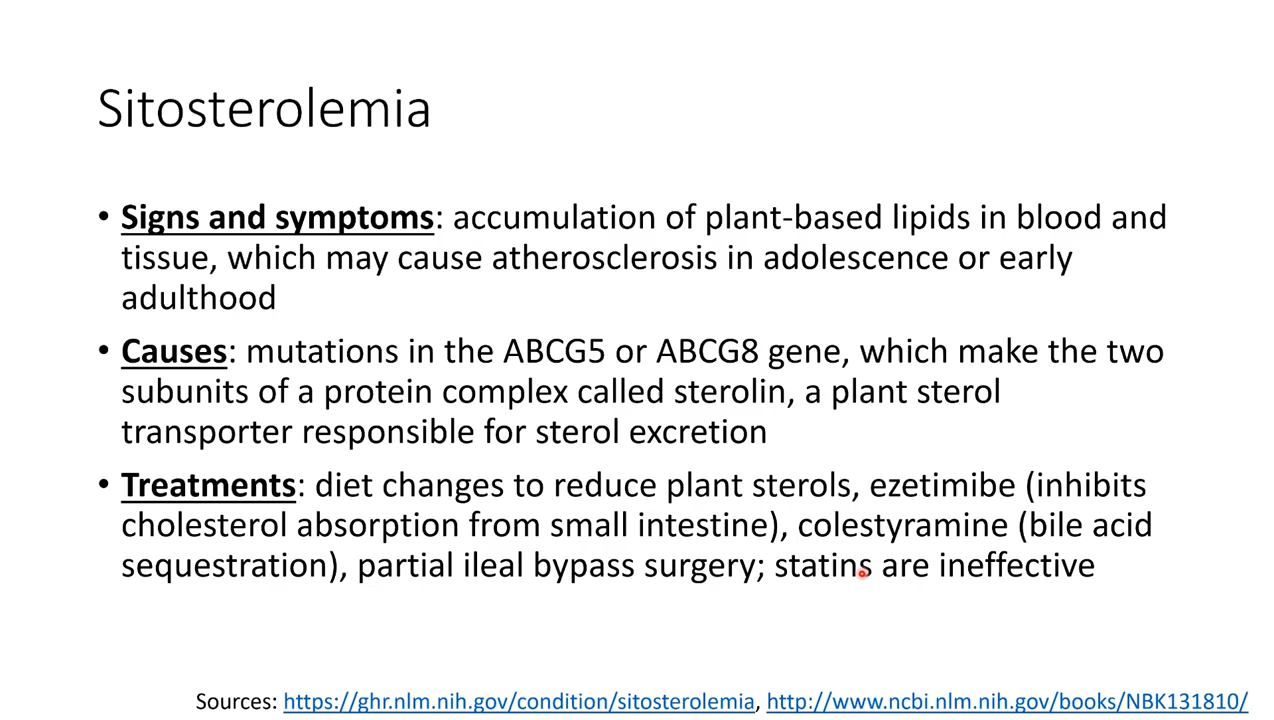 Sitosterolemia
• Signs and symptoms: accumulation of plant-based lipids in blood and
tissue, which may cause atherosclerosis in adolescence or early
adulthood
• Causes: mutations in the ABCG5 or ABCG8 gene, which make the two
subunits of a protein complex called sterolin, a plant sterol
transporter responsible for sterol excretion
• Treatments: diet changes to reduce plant sterols, ezetimibe (inhibits
cholesterol absorption from small intestine), colestyramine (bile acid
sequestration), partial ileal bypass surgery; statins are ineffective
Sources: https://ghr.nlm.nih.gov/condition/sitosterolemia, http://www.ncbi.nlm.nih.gov/books/NBK131810/